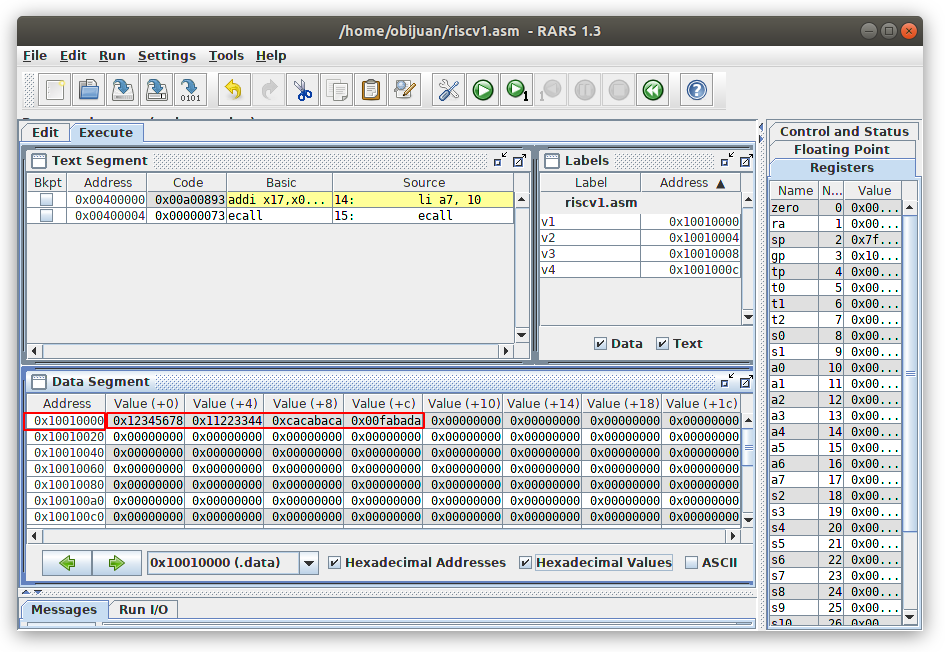 /home/obijuan/riscv1.asm - RARS 1.3
File Edit Run Settings Tools Help
Edit Execute
Text Segment
Bkpt Address Code Basic Source
0x00400000 0x00a00893 addi x17,x0... 14: li a7, 10
0x00400004 0x00000073 ecall 15: ecall
Labels
Label Address ▲
riscv1.asm
v1 0x10010000
v2 0x10010004
v3 0x10010008
v4 0x1001000c
Data Text
Data Segment
Address Value (+0) Value (+4) Value (+8) Value (+c) Value (+10) Value (+14) Value (+18) Value (+1c)
0x10010000 0x12345678 0x11223344 0xcacabaca 0x00fabada 0x00000000 0x00000000 0x00000000 0x00000000
0x10010020 0x00000000 0x00000000 0x00000000 0x00000000 0x00000000 0x00000000 0x00000000 0x00000000
0x10010040 0x00000000 0x00000000 0x00000000 0x00000000 0x00000000 0x00000000 0x00000000 0x00000000
0x10010060 0x00000000 0x00000000 0x00000000 0x00000000 0x00000000 0x00000000 0x00000000 0x00000000
0x10010080 0x00000000 0x00000000 0x00000000 0x00000000 0x00000000 0x00000000 0x00000000 0x00000000
0x100100a0 0x00000000 0x00000000 0x00000000 0x00000000 0x00000000 0x00000000 0x00000000 0x00000000
0x100100c0 0x00000000 0x00000000 0x00000000 0x00000000 0x00000000 0x00000000 0x00000000 0x00000000
0x10010000 (.data) Hexadecimal Addresses Hexadecimal Values ASCII
Messages Run I/O
Control and Status
Floating Point
Registers
Name N... Value
zero 0 0x00...
ra 1 0x00...
sp 2 0x7f...
gp 3 0x10...
tp 4 0x00...
t0 5 0x00...
t1 6 0x00...
t2 7 0x00...
s0 8 0x00...
s1 9 0x00...
a0 10 0x00...
a1 11 0x00...
a2 12 0x00...
a3 13 0x00...
a4 14 0x00...
a5 15 0x00...
a6 16 0x00...
a7 17 0x00...
s2 18 0x00...
s3 19 0x00...
s4 20 0x00...
s5 21 0x00...
s6 22 0x00...
s7 23 0x00...
s8 24 0x00...
s9 25 0x00...
s10 26 0x00...